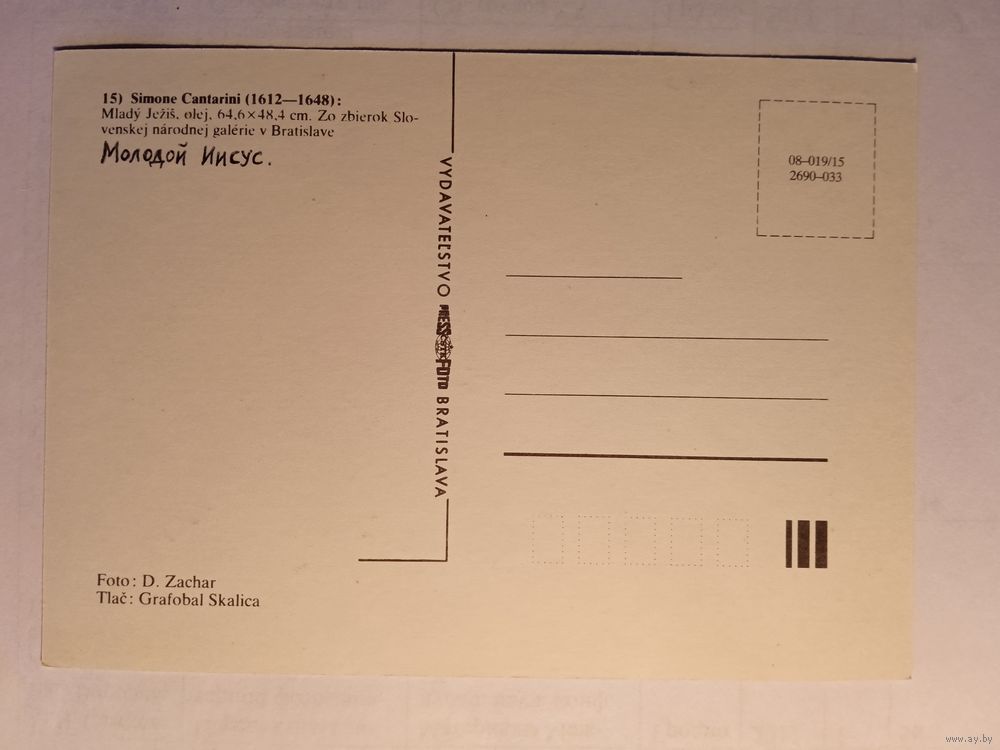 15) Simone Cantarini (1612—1648):
Mladý Ježiš, olej, 64,6×48,4 cm. Zo zbierok Slo-
venskej národnej galérie v Bratislave
Молодой Иисус.
VYDAVATEĽSTVO PRESSFOTO BRATISLAVA
08–019/15
2690–033
Foto: D. Zachar
Tlač: Grafobal Skalica
www.ay.by